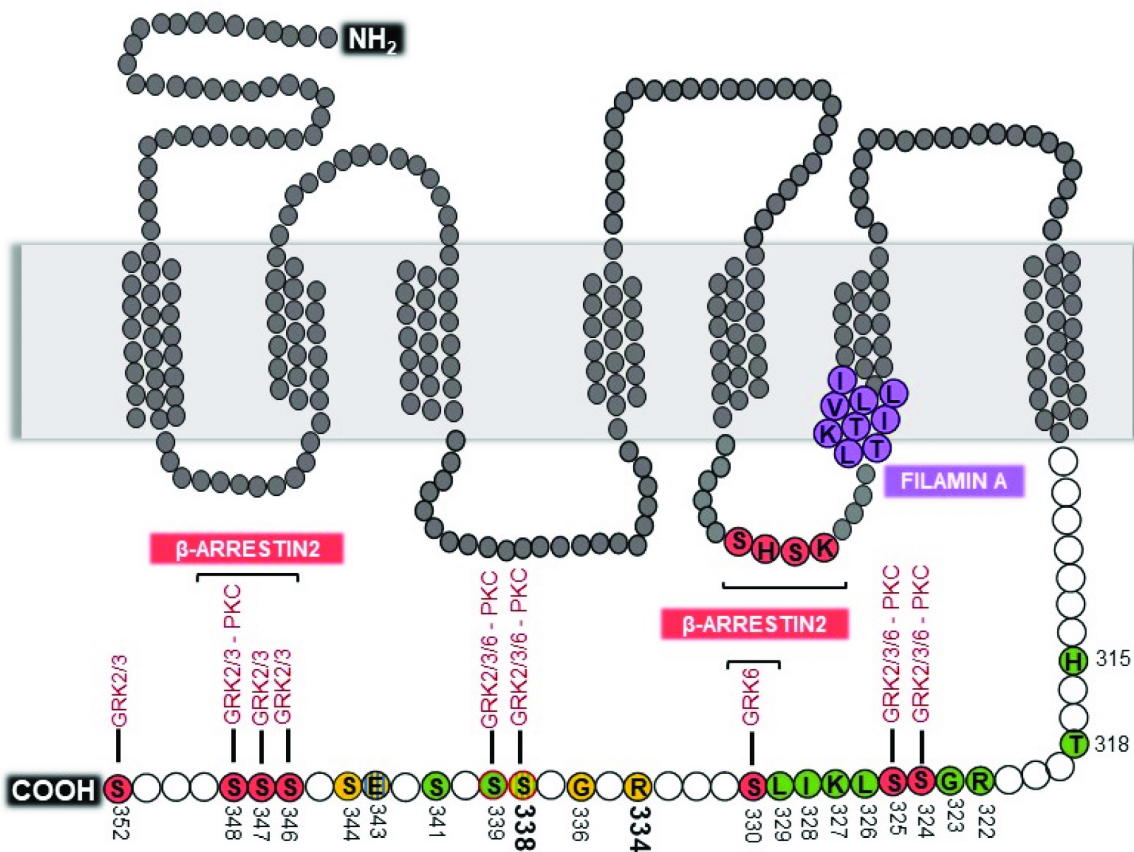 NH2
I
V L L
K T I
L T
FILAMIN A
S H S K
β-ARRESTIN2
β-ARRESTIN2
GRK2/3
GRK2/3 - PKC
GRK2/3
GRK2/3
GRK2/3/6 - PKC
GRK2/3/6 - PKC
GRK6
GRK2/3/6 - PKC
GRK2/3/6 - PKC
H 315
T 318
COOH S S S S S E S S S G R S L I K L S S G R
352 348 347 346 344 343 341 339 338 336 334 330 329 328 327 326 325 324 323 322